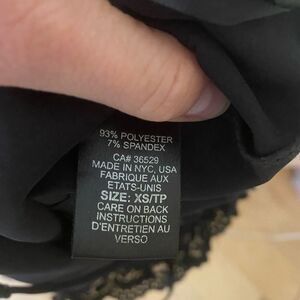 93% POLYESTER
7% SPANDEX
CA# 36529
MADE IN NYC, USA
FABRIQUE AUX
ETATS-UNIS
SIZE: XS/TP
CARE ON BACK
INSTRUCTIONS
D'ENTRETIEN AU
VERSO